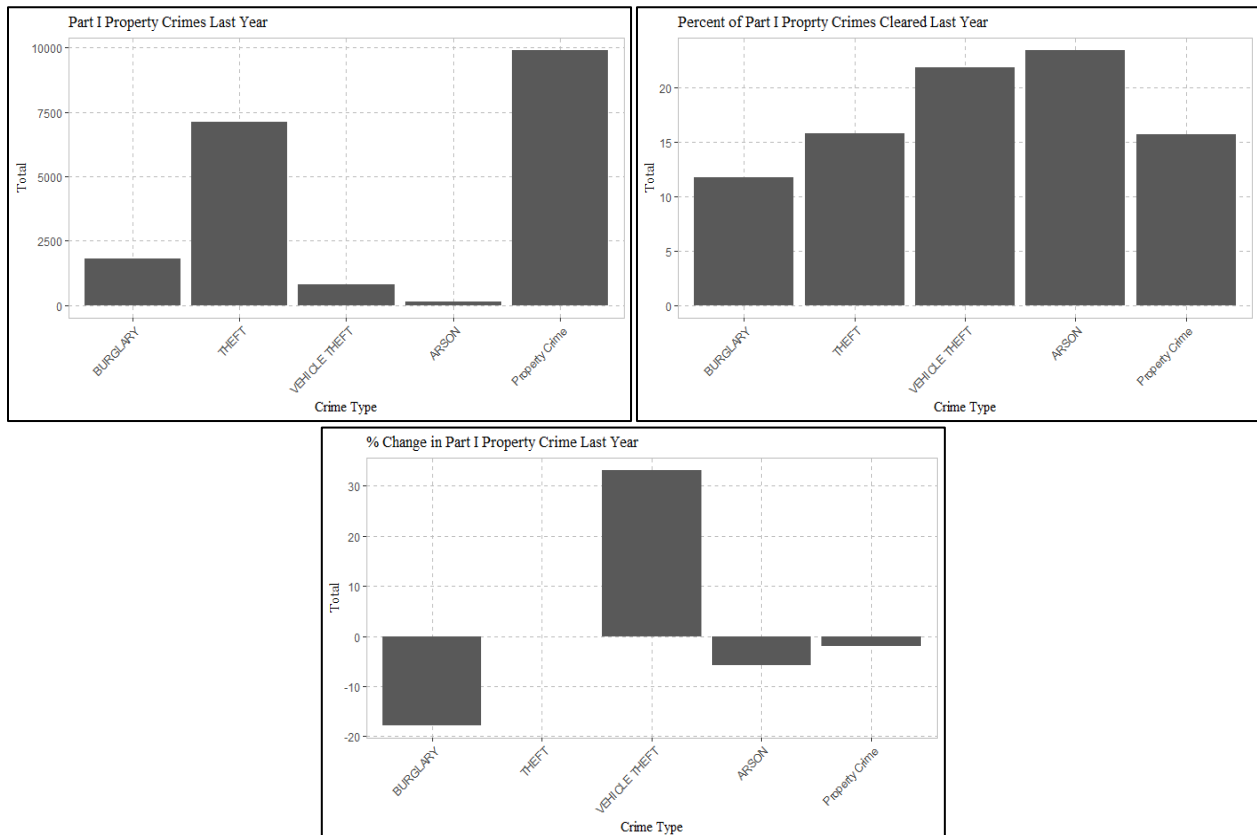 Part I Property Crimes Last Year
10000
7500
5000
2500
0
Total
BURGLARY
THEFT
VEHICLE THEFT
ARSON
Property Crime
Crime Type
Percent of Part I Proprty Crimes Cleared Last Year
20
15
10
5
0
Total
BURGLARY
THEFT
VEHICLE THEFT
ARSON
Property Crime
Crime Type
% Change in Part I Property Crime Last Year
30
20
10
0
-10
-20
Total
BURGLARY
THEFT
VEHICLE THEFT
ARSON
Property Crime
Crime Type